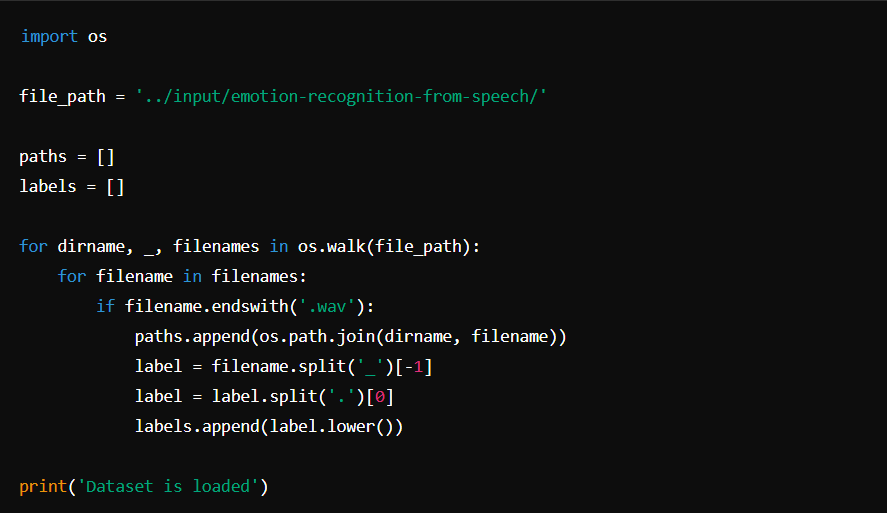 import os
file_path = '../input/emotion-recognition-from-speech/'
paths = []
labels = []
for dirname, _, filenames in os.walk(file_path):
    for filename in filenames:
        if filename.endswith('.wav'):
            paths.append(os.path.join(dirname, filename))
            label = filename.split('_')[-1]
            label = label.split('.')[0]
            labels.append(label.lower())
print('Dataset is loaded')